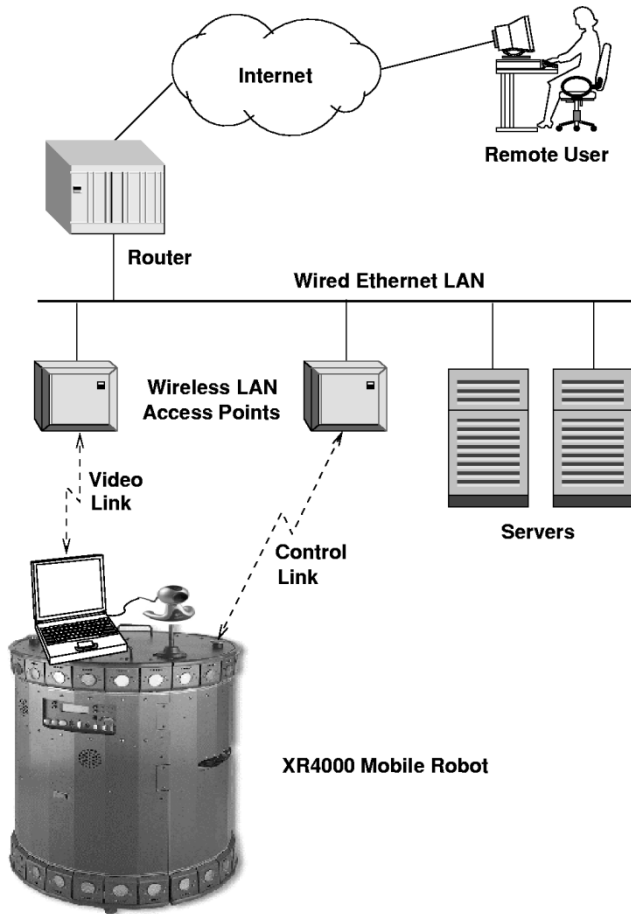 Internet
Remote User
Router
Wired Ethernet LAN
Wireless LAN
Access Points
Video
Link
Control
Link
Servers
XR4000 Mobile Robot